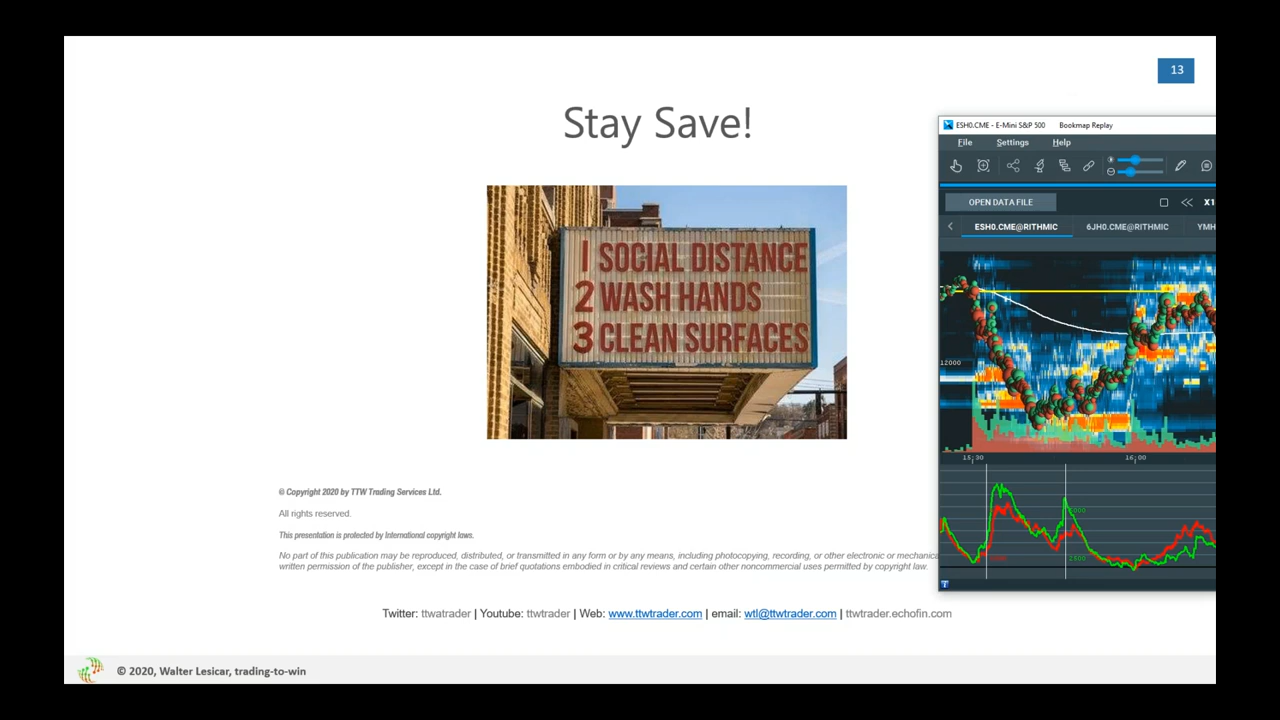 13
Stay Save!
1 SOCIAL DISTANCE
2 WASH HANDS
3 CLEAN SURFACES
ESH0.CME - E-Mini S&P 500 Bookmap Replay
File Settings Help
OPEN DATA FILE X1
ESH0.CME@RITHMIC 6JH0.CME@RITHMIC YMH
12000
15:30 16:00
© Copyright 2020 by TTW Trading Services Ltd.
All rights reserved.
This presentation is protected by International copyright laws.
No part of this publication may be reproduced, distributed, or transmitted in any form or by any means, including photocopying, recording, or other electronic or mechanica
written permission of the publisher, except in the case of brief quotations embodied in critical reviews and certain other noncommercial uses permitted by copyright law.
Twitter: ttwatrader | Youtube: ttwtrader | Web: www.ttwtrader.com | email: wtl@ttwtrader.com | ttwtrader.echofin.com
© 2020, Walter Lesicar, trading-to-win